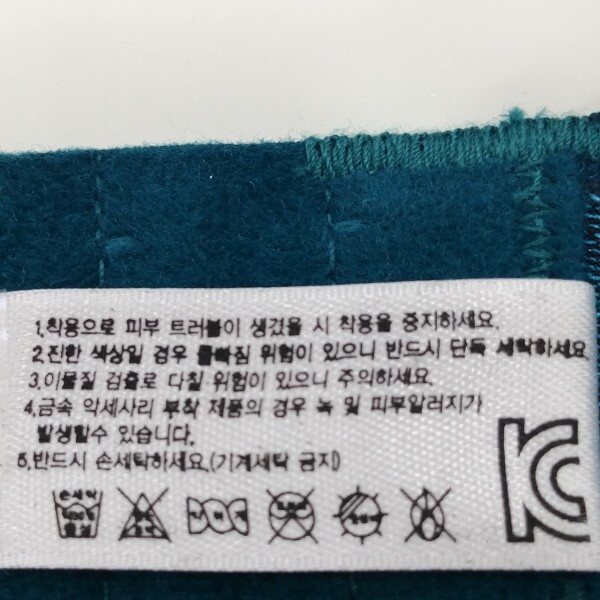 1.착용으로 피부 트러블이 생겼을 시 착용을 중지하세요.
2.진한 색상일 경우 물빠짐 위험이 있으니 반드시 단독 세탁하세요
3.이물질 검출로 다칠 위험이 있으니 주의하세요.
4.금속 악세사리 부착 제품의 경우 녹 및 피부알러지가
발생할수 있습니다.
5.반드시 손세탁하세요.(기계세탁 금지)
손세탁
KC